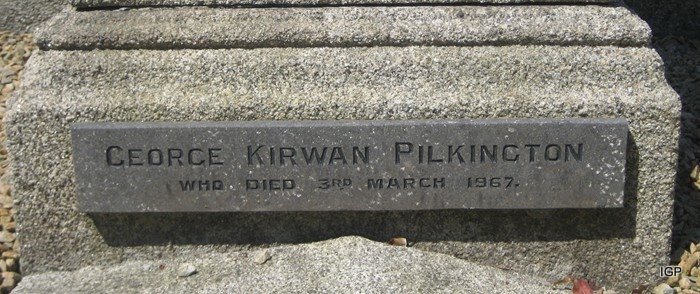 GEORGE KIRWAN PILKINGTON
WHO DIED 3RD MARCH 1967.
IGP